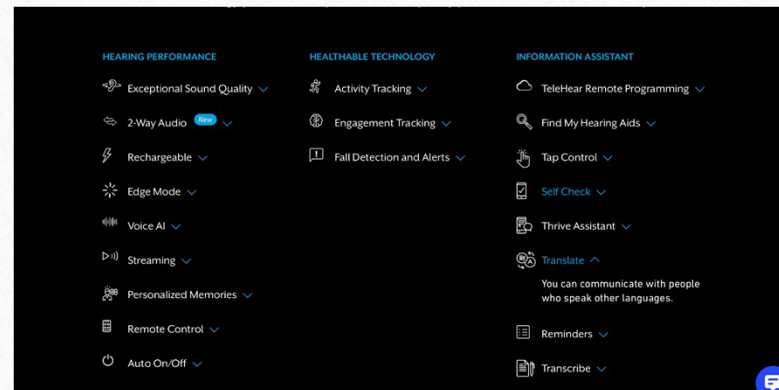 HEARING PERFORMANCE
Exceptional Sound Quality
2-Way Audio New
Rechargeable
Edge Mode
Voice AI
Streaming
Personalized Memories
Remote Control
Auto On/Off
HEALTHABLE TECHNOLOGY
Activity Tracking
Engagement Tracking
Fall Detection and Alerts
INFORMATION ASSISTANT
TeleHear Remote Programming
Find My Hearing Aids
Tap Control
Self Check
Thrive Assistant
Translate
You can communicate with people
who speak other languages.
Reminders
Transcribe